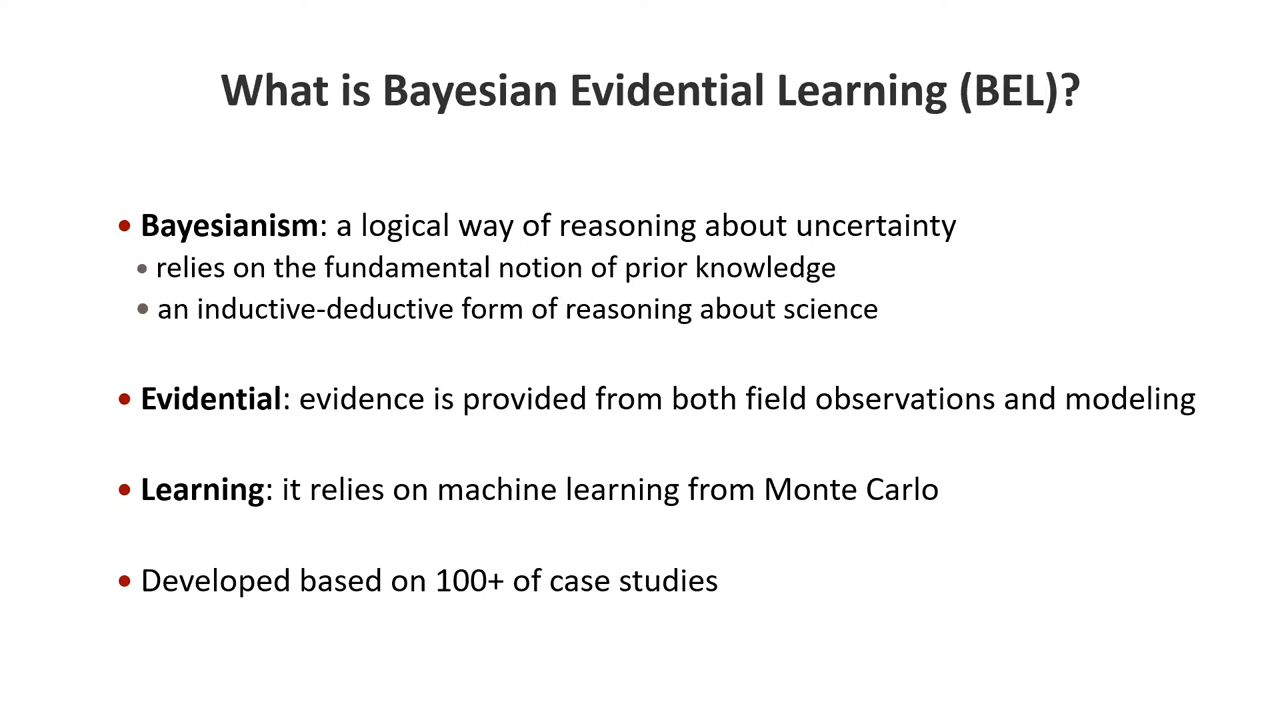 What is Bayesian Evidential Learning (BEL)?
• Bayesianism: a logical way of reasoning about uncertainty
• relies on the fundamental notion of prior knowledge
• an inductive-deductive form of reasoning about science
• Evidential: evidence is provided from both field observations and modeling
• Learning: it relies on machine learning from Monte Carlo
• Developed based on 100+ of case studies